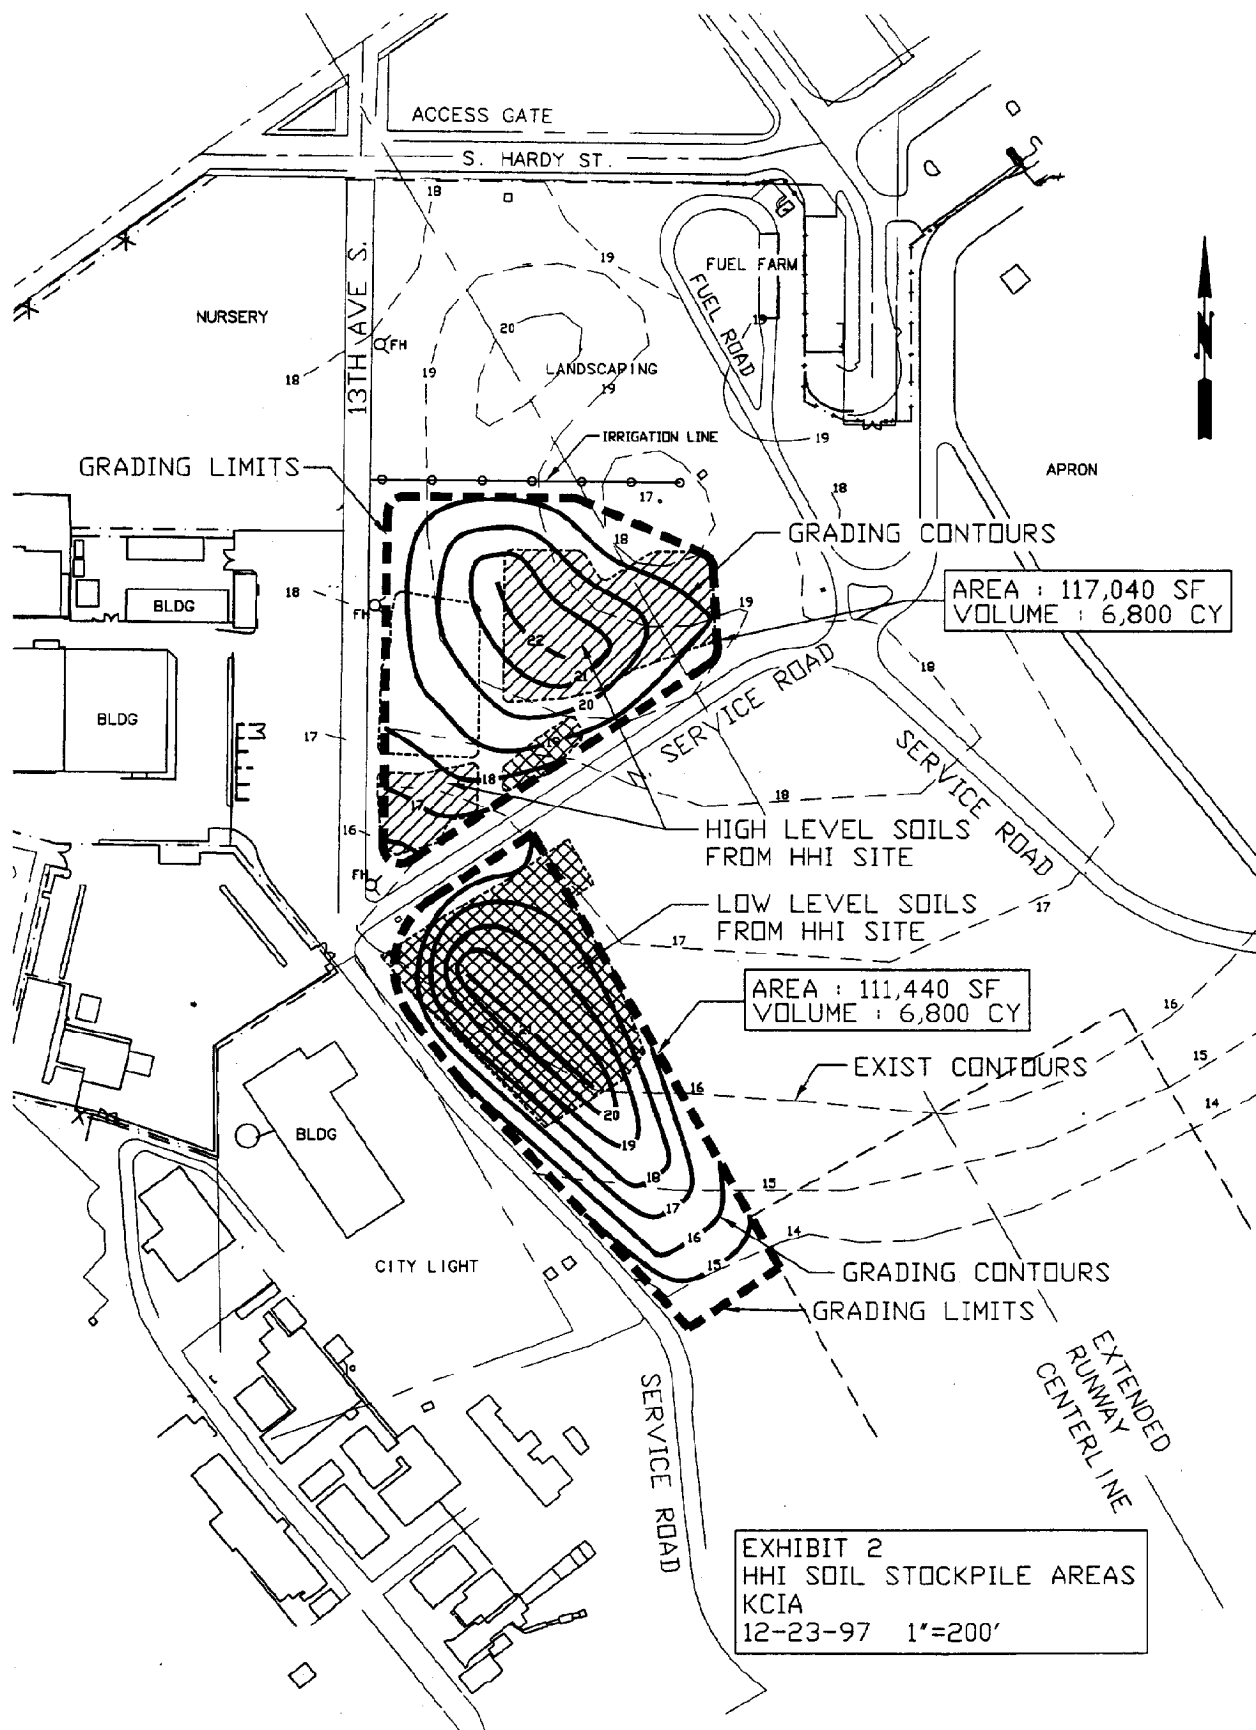 ACCESS GATE
S. HARDY ST.
18
19
FUEL FARM
FUEL ROAD
NURSERY
13TH AVE S.
FH
20
19
LANDSCAPING
18
19
19
19
IRRIGATION LINE
GRADING LIMITS
17
APRON
18
GRADING CONTOURS
18
AREA : 117,040 SF
VOLUME : 6,800 CY
18
BLDG
FH
19
22
21
18
20
BLDG
17
19
N. SERVICE ROAD
SERVICE ROAD
18
17
18
16
HIGH LEVEL SOILS
FROM HHI SITE
FH
LOW LEVEL SOILS
FROM HHI SITE
17
17
AREA : 111,440 SF
VOLUME : 6,800 CY
16
21
EXIST CONTOURS
15
16
14
20
BLDG
19
18
15
17
14
16
15
CITY LIGHT
GRADING CONTOURS
GRADING LIMITS
SERVICE ROAD
EXTENDED
RUNWAY
CENTERLINE
EXHIBIT 2
HHI SOIL STOCKPILE AREAS
KCIA
12-23-97 1"=200'
N